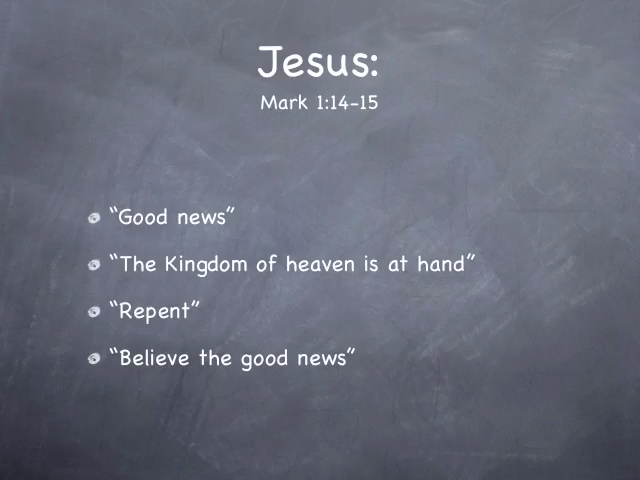 Jesus:
Mark 1:14-15
“Good news”
“The Kingdom of heaven is at hand”
“Repent”
“Believe the good news”